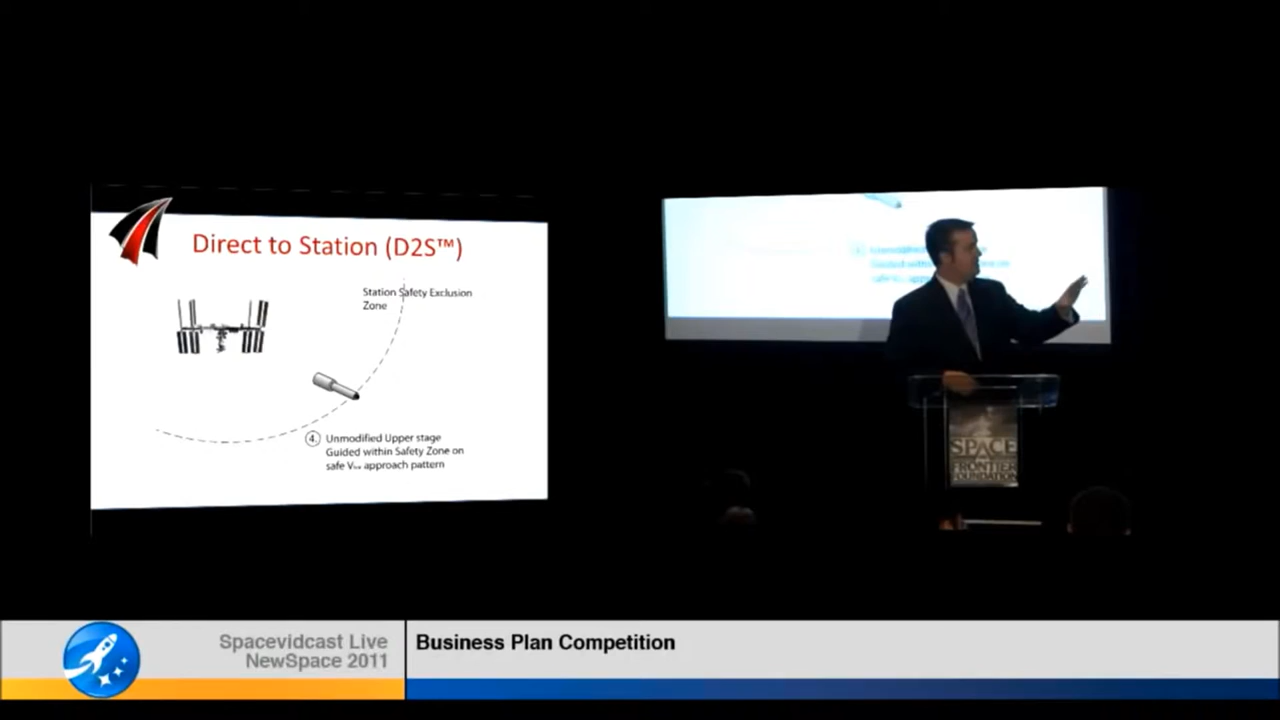 Direct to Station (D2S™)
Station Safety Exclusion
Zone
4. Unmodified Upper stage
Guided within Safety Zone on
safe V approach pattern
SPACE
FRONTIER
FOUNDATION
Spacevidcast Live
NewSpace 2011
Business Plan Competition